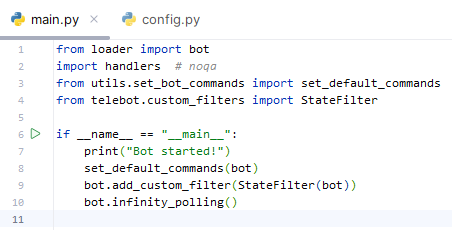 main.py config.py
1 from loader import bot
2 import handlers  # noqa
3 from utils.set_bot_commands import set_default_commands
4 from telebot.custom_filters import StateFilter
5
6 if __name__ == "__main__":
7     print("Bot started!")
8     set_default_commands(bot)
9     bot.add_custom_filter(StateFilter(bot))
10     bot.infinity_polling()
11